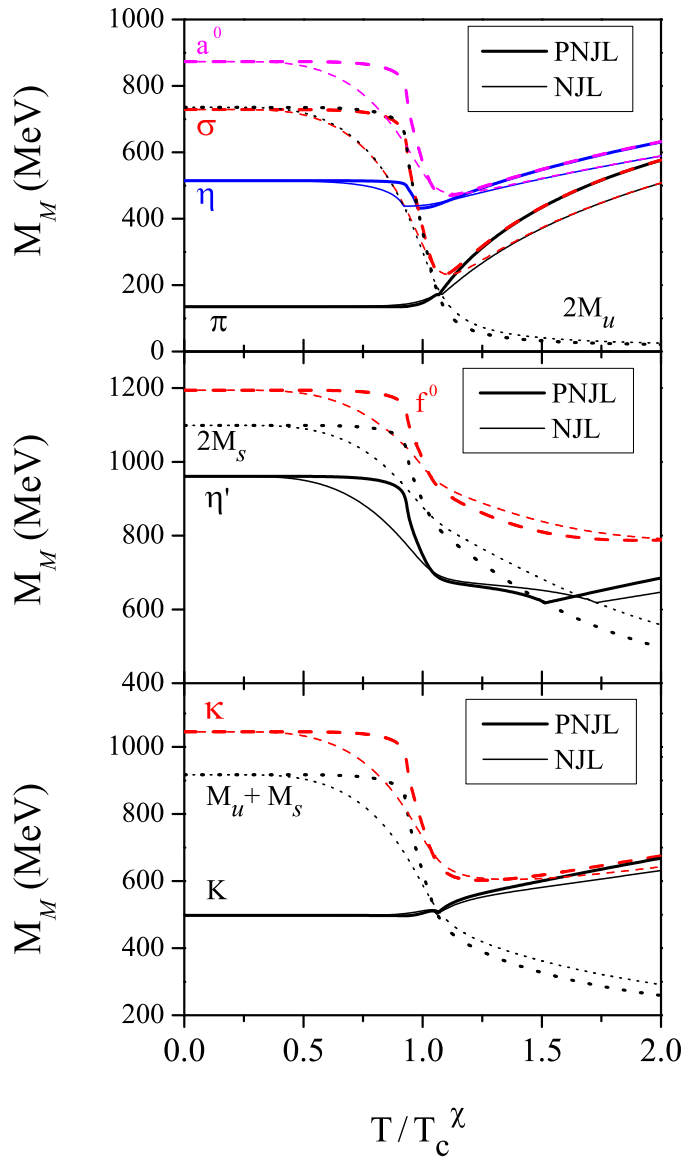 1000
800
600
400
200
0
M_M (MeV)
a^0
σ
η
π
2M_u
PNJL
NJL
1200
1000
800
600
400
M_M (MeV)
f^0
2M_s
η'
PNJL
NJL
1000
800
600
400
200
M_M (MeV)
κ
M_u + M_s
K
PNJL
NJL
0.0 0.5 1.0 1.5 2.0
T / T_c^χ